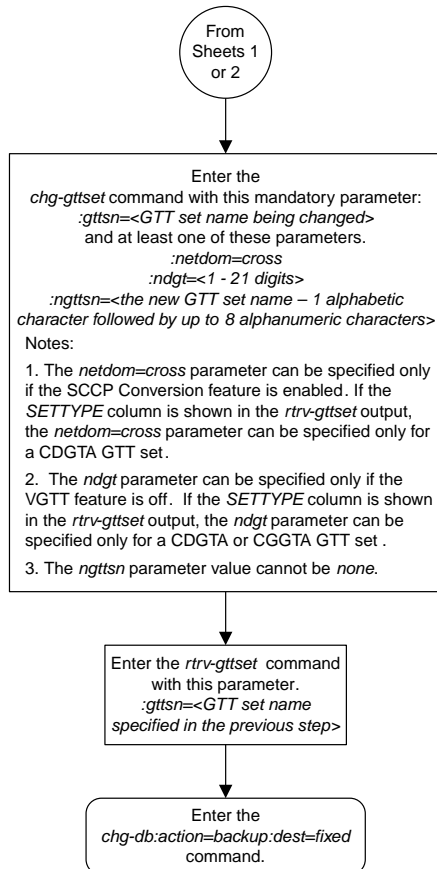 From
Sheets 1
or 2
Enter the
chg-gttset command with this mandatory parameter:
:gttsn=<GTT set name being changed>
and at least one of these parameters.
:netdom=cross
:ndgt=<1 - 21 digits>
:ngttsn=<the new GTT set name – 1 alphabetic
character followed by up to 8 alphanumeric characters>
Notes:
1. The netdom=cross parameter can be specified only
if the SCCP Conversion feature is enabled. If the
SETTYPE column is shown in the rtrv-gttset output,
the netdom=cross parameter can be specified only for
a CDGTA GTT set.
2. The ndgt parameter can be specified only if the
VGTT feature is off. If the SETTYPE column is shown
in the rtrv-gttset output, the ndgt parameter can be
specified only for a CDGTA or CGGTA GTT set .
3. The ngttsn parameter value cannot be none.
Enter the rtrv-gttset command
with this parameter.
:gttsn=<GTT set name
specified in the previous step>
Enter the
chg-db:action=backup:dest=fixed
command.